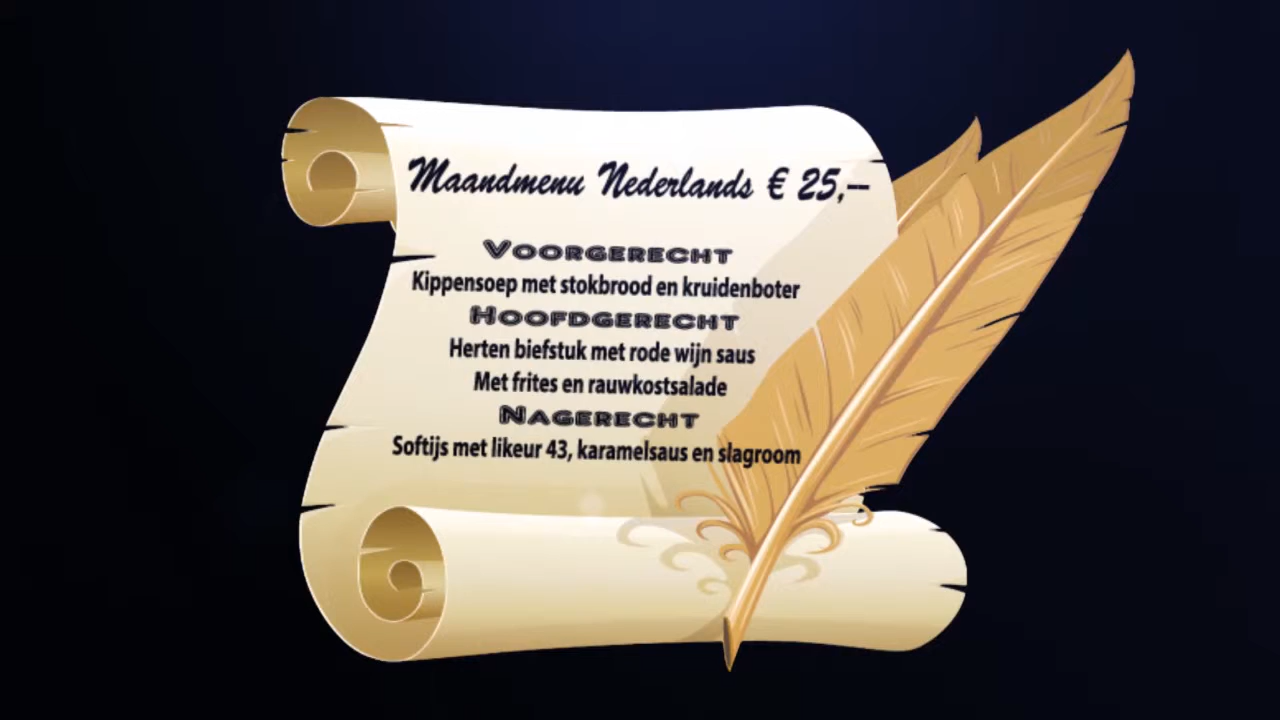 Maandmenu Nederlands € 25,--
Voorgerecht
Kippensoep met stokbrood en kruidenboter
Hoofdgerecht
Herten biefstuk met rode wijn saus
Met frites en rauwkostsalade
Nagerecht
Softijs met likeur 43, karamelsaus en slagroom